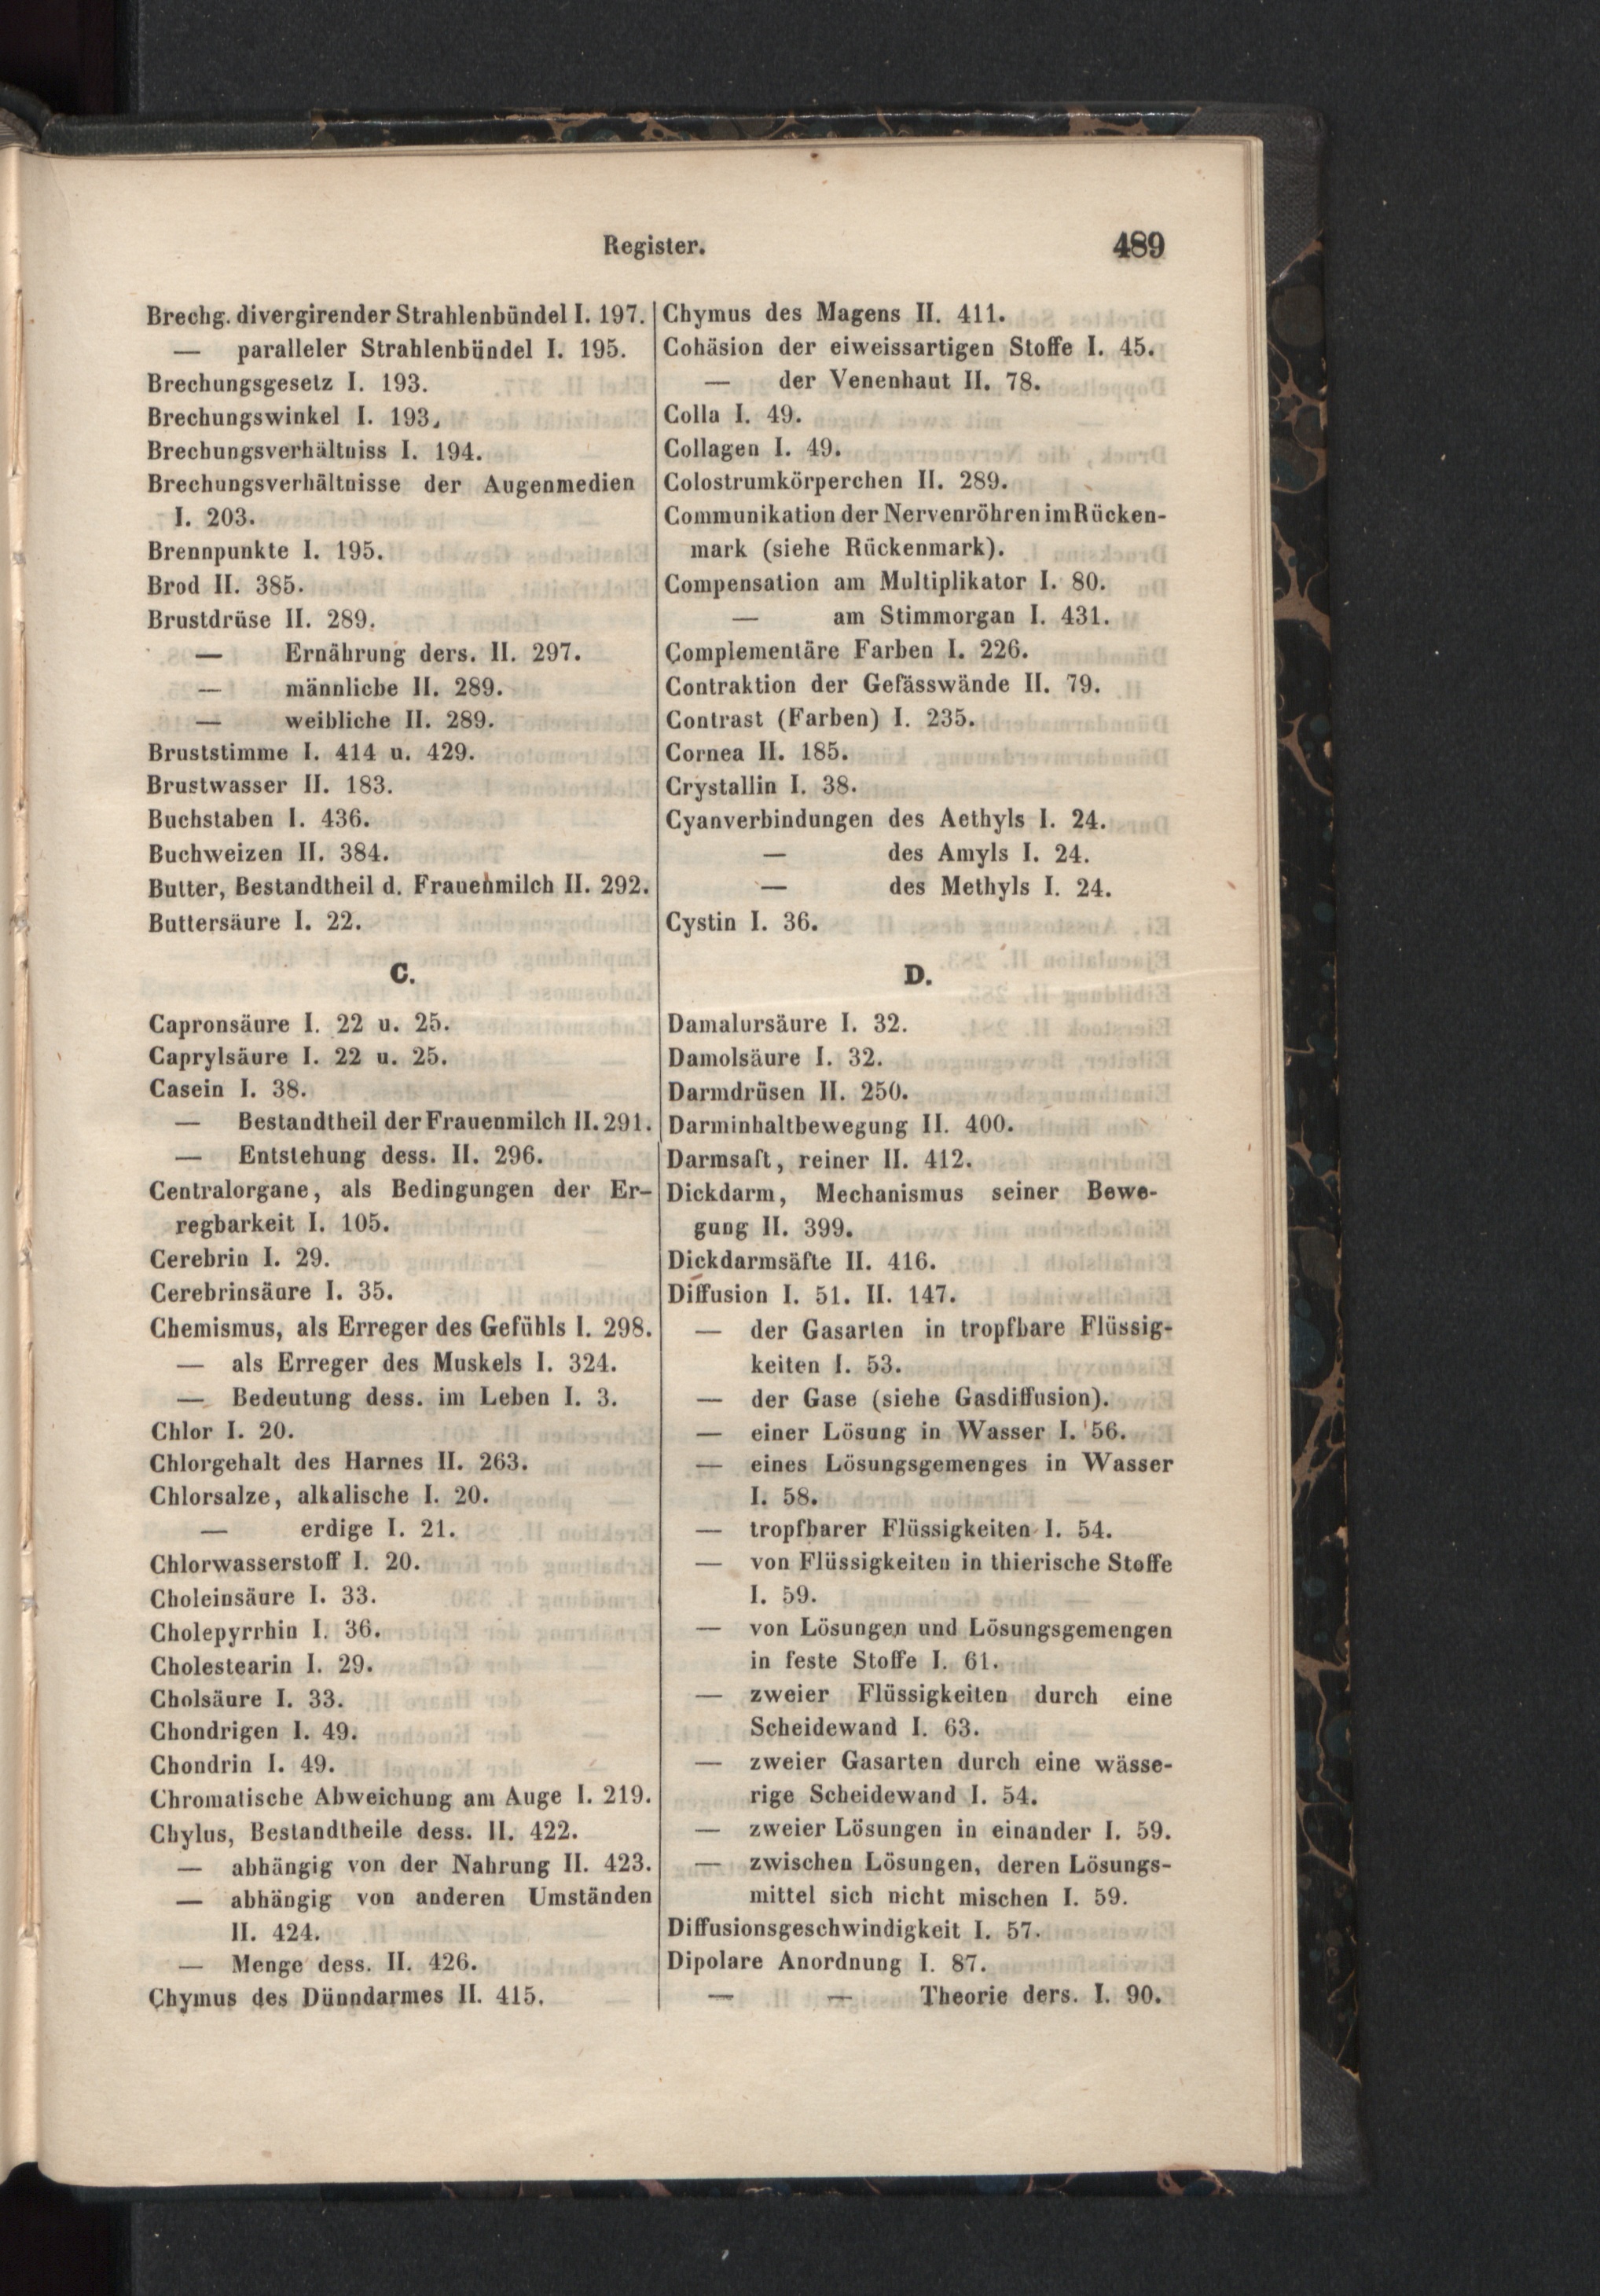 Register.
489
Brechg. divergirender Strahlenbündel I. 197.
— paralleler Strahlenbündel I. 195.
Brechungsgesetz I. 193.
Brechungswinkel I. 193.
Brechungsverhältniss I. 194.
Brechungsverhältnisse der Augenmedien
I. 203.
Brennpunkte I. 195.
Brod II. 385.
Brustdrüse II. 289.
— Ernährung ders. II. 297.
— männliche II. 289.
— weibliche II. 289.
Bruststimme I. 414 u. 429.
Brustwasser II. 183.
Buchstaben I. 436.
Buchweizen II. 384.
Butter, Bestandtheil d. Frauenmilch II. 292.
Buttersäure I. 22.
C.
Capronsäure I. 22 u. 25.
Caprylsäure I. 22 u. 25.
Casein I. 38.
— Bestandtheil der Frauenmilch II. 291.
— Entstehung dess. II. 296.
Centralorgane, als Bedingungen der Er-
regbarkeit I. 105.
Cerebrin I. 29.
Cerebrinsäure I. 35.
Chemismus, als Erreger des Gefühls I. 298.
— als Erreger des Muskels I. 324.
— Bedeutung dess. im Leben I. 3.
Chlor I. 20.
Chlorgehalt des Harnes II. 263.
Chlorsalze, alkalische I. 20.
— erdige I. 21.
Chlorwasserstoff I. 20.
Choleinsäure I. 33.
Cholepyrrhin I. 36.
Cholestearin I. 29.
Cholsäure I. 33.
Chondrigen I. 49.
Chondrin I. 49.
Chromatische Abweichung am Auge I. 219.
Chylus, Bestandtheile dess. II. 422.
— abhängig von der Nahrung II. 423.
— abhängig von anderen Umständen
II. 424.
— Menge dess. II. 426.
Chymus des Dünndarmes II. 415.
Chymus des Magens II. 411.
Cohäsion der eiweissartigen Stoffe I. 45.
— der Venenhaut II. 78.
Colla I. 49.
Collagen I. 49.
Colostrumkörperchen II. 289.
Communikation der Nervenröhren im Rücken-
mark (siehe Rückenmark).
Compensation am Multiplikator I. 80.
— am Stimmorgan I. 431.
Complementäre Farben I. 226.
Contraktion der Gefässwände II. 79.
Contrast (Farben) I. 235.
Cornea II. 185.
Crystallin I. 38.
Cyanverbindungen des Aethyls I. 24.
— des Amyls I. 24.
— des Methyls I. 24.
Cystin I. 36.
D.
Damalursäure I. 32.
Damolsäure I. 32.
Darmdrüsen II. 250.
Darminhaltbewegung II. 400.
Darmsaft, reiner II. 412.
Dickdarm, Mechanismus seiner Bewe-
gung II. 399.
Dickdarmsäfte II. 416.
Diffusion I. 51. II. 147.
— der Gasarten in tropfbare Flüssig-
keiten I. 53.
— der Gase (siehe Gasdiffusion).
— einer Lösung in Wasser I. 56.
— eines Lösungsgemenges in Wasser
I. 58.
— tropfbarer Flüssigkeiten I. 54.
— von Flüssigkeiten in thierische Stoffe
I. 59.
— von Lösungen und Lösungsgemengen
in feste Stoffe I. 61.
— zweier Flüssigkeiten durch eine
Scheidewand I. 63.
— zweier Gasarten durch eine wässe-
rige Scheidewand I. 54.
— zweier Lösungen in einander I. 59.
— zwischen Lösungen, deren Lösungs-
mittel sich nicht mischen I. 59.
Diffusionsgeschwindigkeit I. 57.
Dipolare Anordnung I. 87.
— — Theorie ders. I. 90.